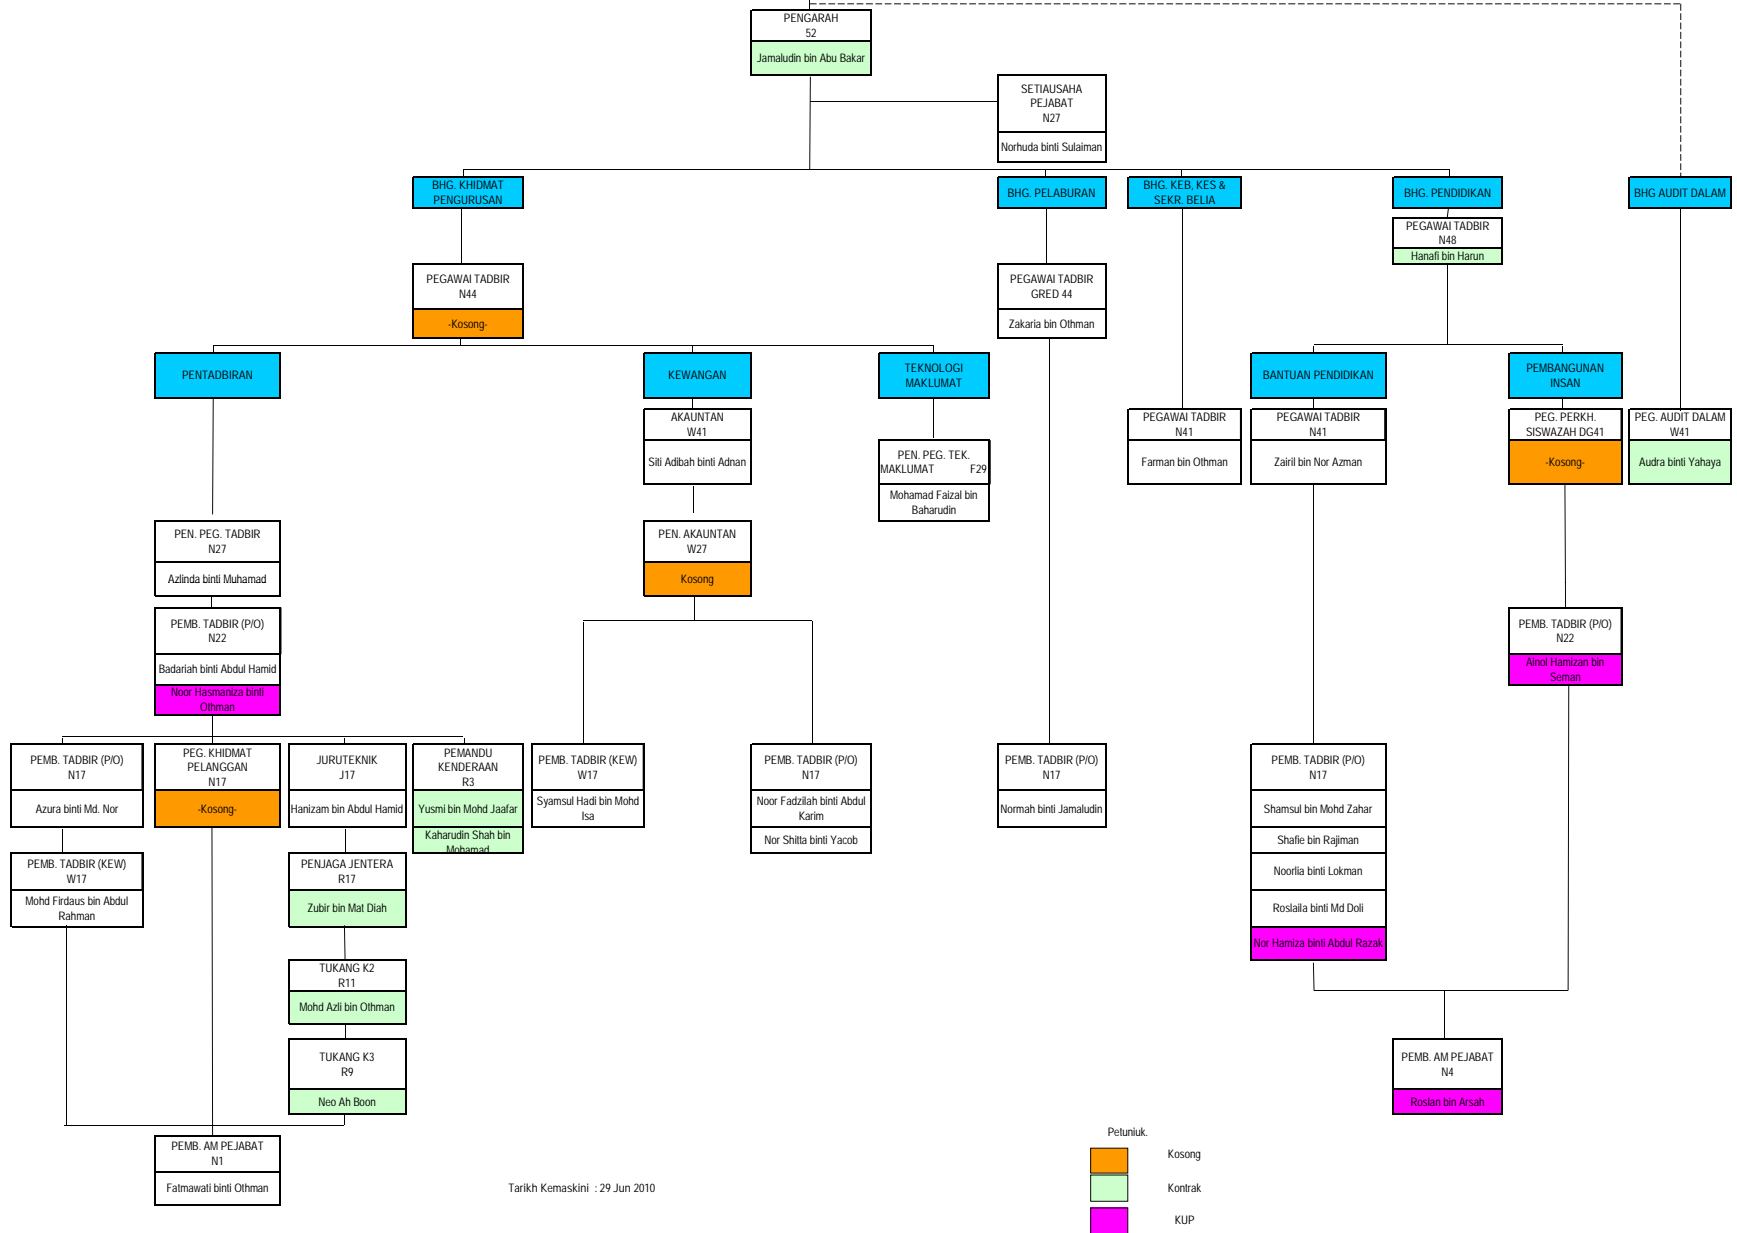 PENGARAH
52
Jamaludin bin Abu Bakar
SETIAUSAHA
PEJABAT
N27
Norhuda binti Sulaiman
BHG. KHIDMAT
PENGURUSAN
BHG. PELABURAN
BHG. KEB, KES &
SEKR. BELIA
BHG. PENDIDIKAN
BHG AUDIT DALAM
PEGAWAI TADBIR
N48
Hanafi bin Harun
PEGAWAI TADBIR
N44
-Kosong-
PEGAWAI TADBIR
GRED 44
Zakaria bin Othman
PENTADBIRAN
KEWANGAN
TEKNOLOGI
MAKLUMAT
BANTUAN PENDIDIKAN
PEMBANGUNAN
INSAN
AKAUNTAN
W41
Siti Adibah binti Adnan
PEN. PEG. TEK.
MAKLUMAT F29
Mohamad Faizal bin
Baharudin
PEGAWAI TADBIR
N41
Farman bin Othman
PEGAWAI TADBIR
N41
Zairil bin Nor Azman
PEG. PERKH.
SISWAZAH DG41
-Kosong-
PEG. AUDIT DALAM
W41
Audra binti Yahaya
PEN. PEG. TADBIR
N27
Azlinda binti Muhamad
PEN. AKAUNTAN
W27
Kosong
PEMB. TADBIR (P/O)
N22
Badariah binti Abdul Hamid
Noor Hasmaniza binti
Othman
PEMB. TADBIR (P/O)
N22
Ainol Hamizan bin
Seman
PEMB. TADBIR (P/O)
N17
Azura binti Md. Nor
PEG. KHIDMAT
PELANGGAN
N17
-Kosong-
JURUTEKNIK
J17
Hanizam bin Abdul Hamid
PEMANDU
KENDERAAN
R3
Yusmi bin Mohd Jaafar
Kaharudin Shah bin
Mohamad
PEMB. TADBIR (KEW)
W17
Syamsul Hadi bin Mohd
Isa
PEMB. TADBIR (P/O)
N17
Noor Fadzilah binti Abdul
Karim
Nor Shitta binti Yacob
PEMB. TADBIR (P/O)
N17
Normah binti Jamaludin
PEMB. TADBIR (P/O)
N17
Shamsul bin Mohd Zahar
Shafie bin Rajiman
Noorlia binti Lokman
Roslaila binti Md Doli
Nor Hamiza binti Abdul Razak
PEMB. TADBIR (KEW)
W17
Mohd Firdaus bin Abdul
Rahman
PENJAGA JENTERA
R17
Zubir bin Mat Diah
TUKANG K2
R11
Mohd Azli bin Othman
TUKANG K3
R9
Neo Ah Boon
PEMB. AM PEJABAT
N4
Roslan bin Arsah
PEMB. AM PEJABAT
N1
Fatmawati binti Othman
Tarikh Kemaskini : 29 Jun 2010
Petuniuk.
Kosong
Kontrak
KUP